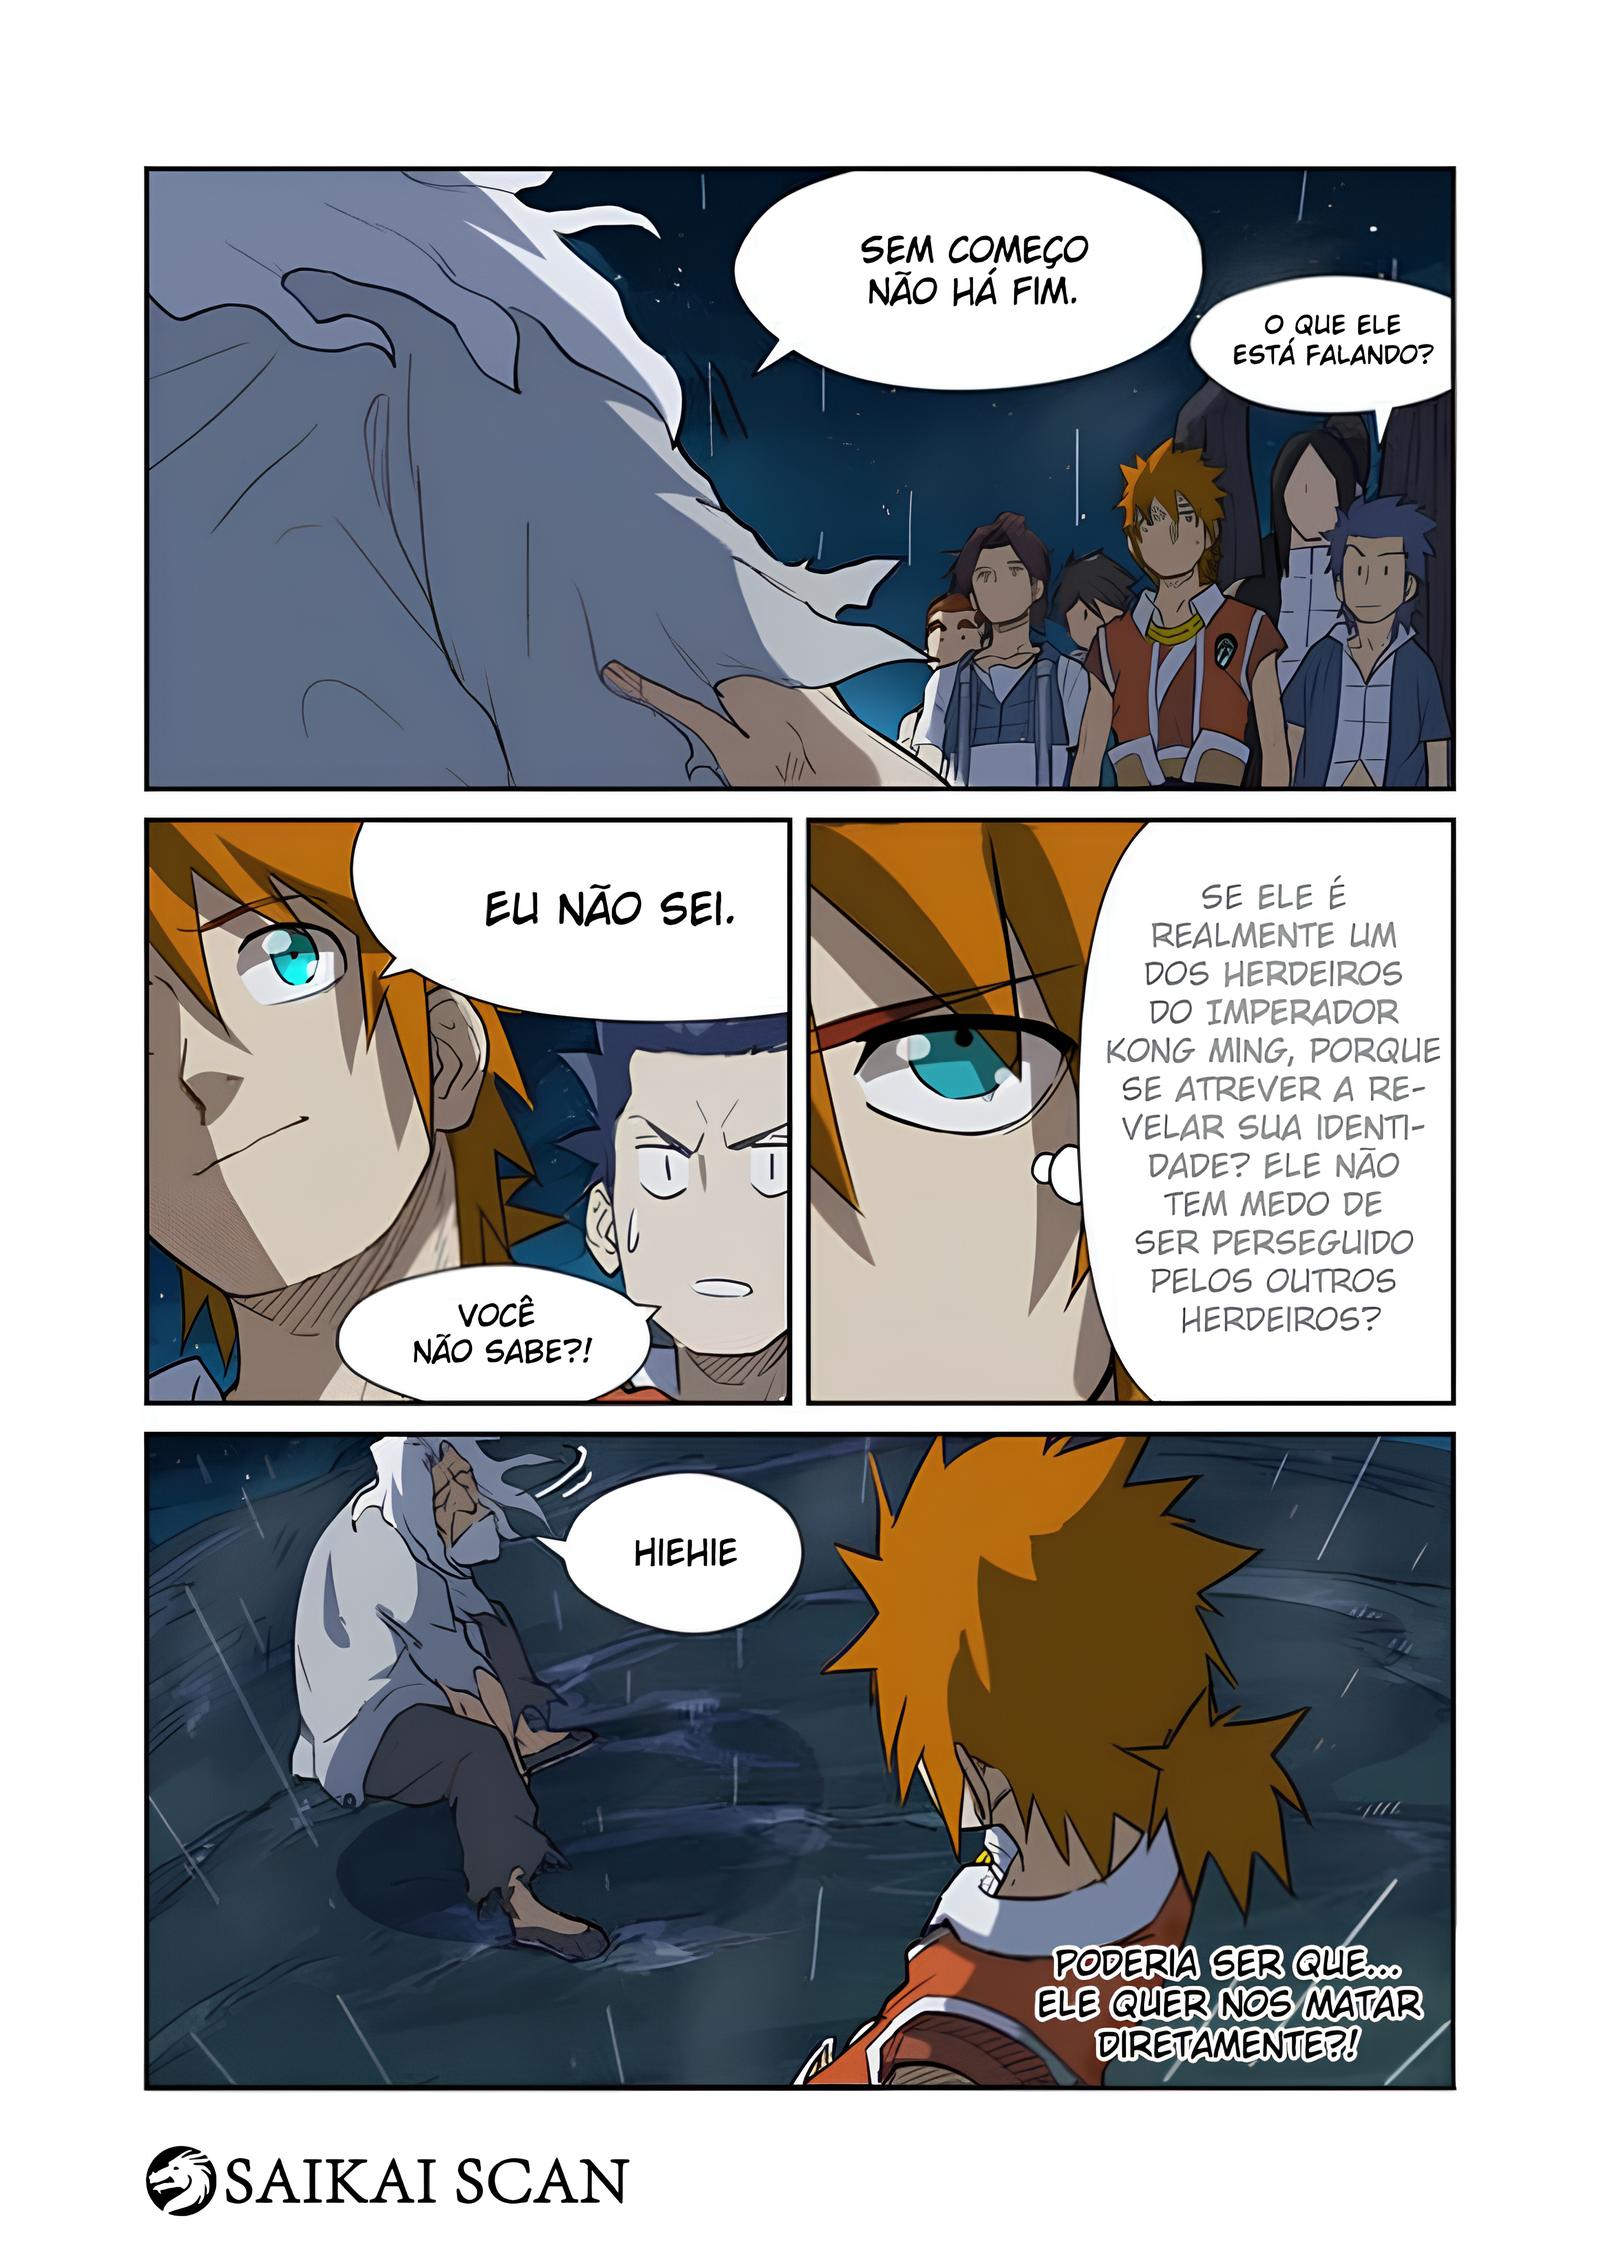 SEM COMEÇO
NÃO HÁ FIM.
O QUE ELE
ESTÁ FALANDO?
EU NÃO SEI.
VOCÊ
NÃO SABE?!
SE ELE É
REALMENTE UM
DOS HERDEIROS
DO IMPERADOR
KONG MING, PORQUE
SE ATREVER A RE-
VELAR SUA IDENTI-
DADE? ELE NÃO
TEM MEDO DE
SER PERSEGUIDO
PELOS OUTROS
HERDEIROS?
HIEHIE
PODERIA SER QUE...
ELE QUER NOS MATAR
DIRETAMENTE?!
SAIKAI SCAN